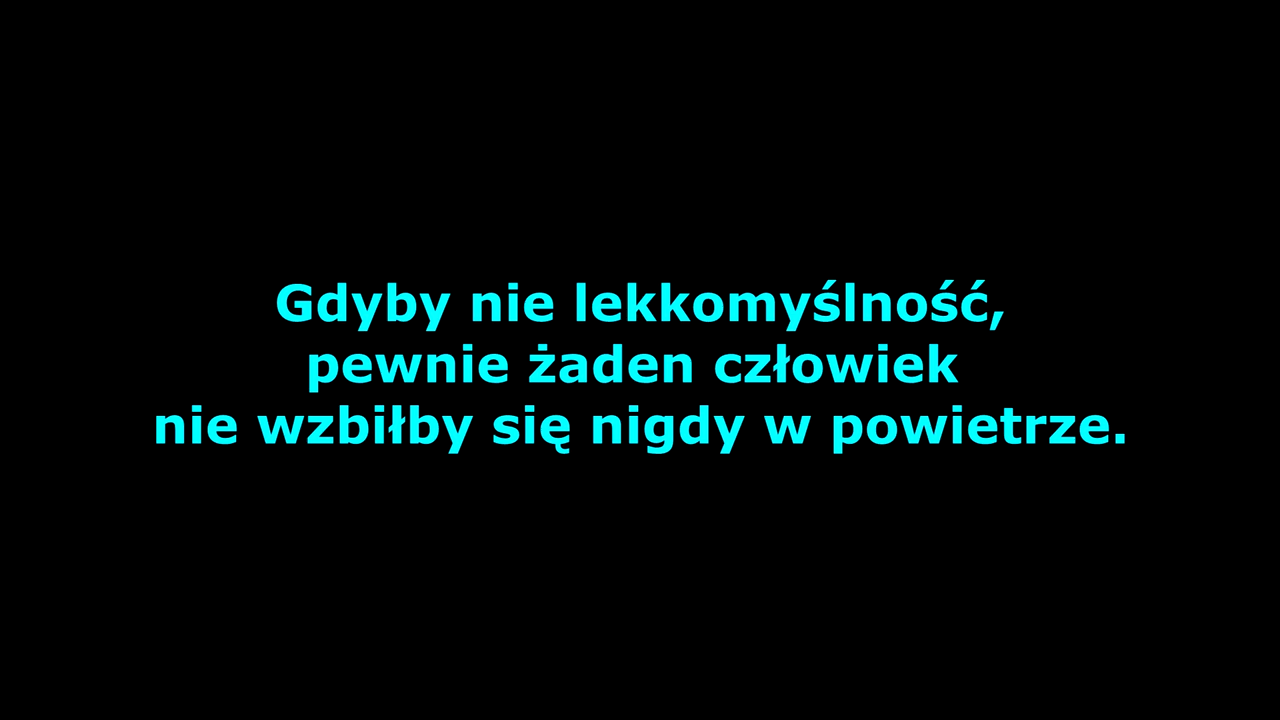 Gdyby nie lekkomyślność,
pewnie żaden człowiek
nie wzbiłby się nigdy w powietrze.